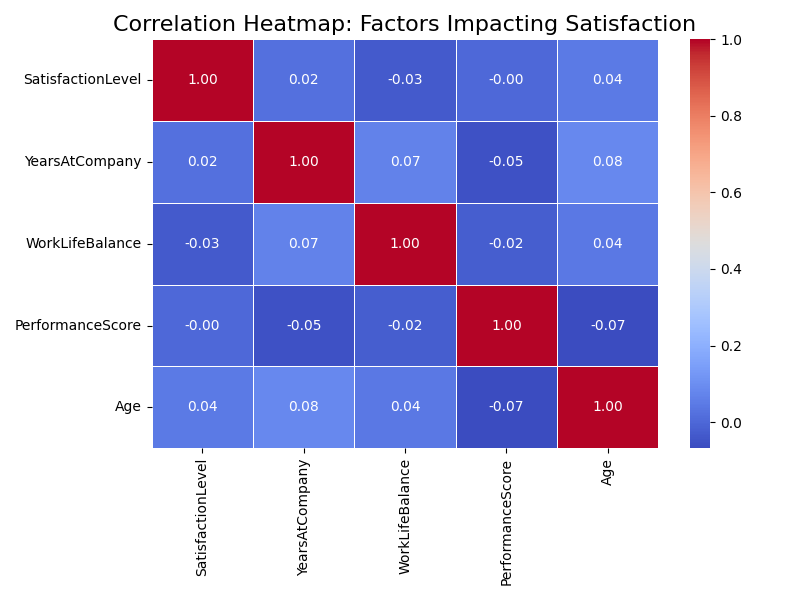 Correlation Heatmap: Factors Impacting Satisfaction
SatisfactionLevel 1.00 0.02 -0.03 -0.00 0.04
YearsAtCompany 0.02 1.00 0.07 -0.05 0.08
WorkLifeBalance -0.03 0.07 1.00 -0.02 0.04
PerformanceScore -0.00 -0.05 -0.02 1.00 -0.07
Age 0.04 0.08 0.04 -0.07 1.00
SatisfactionLevel
YearsAtCompany
WorkLifeBalance
PerformanceScore
Age
1.0
0.8
0.6
0.4
0.2
0.0